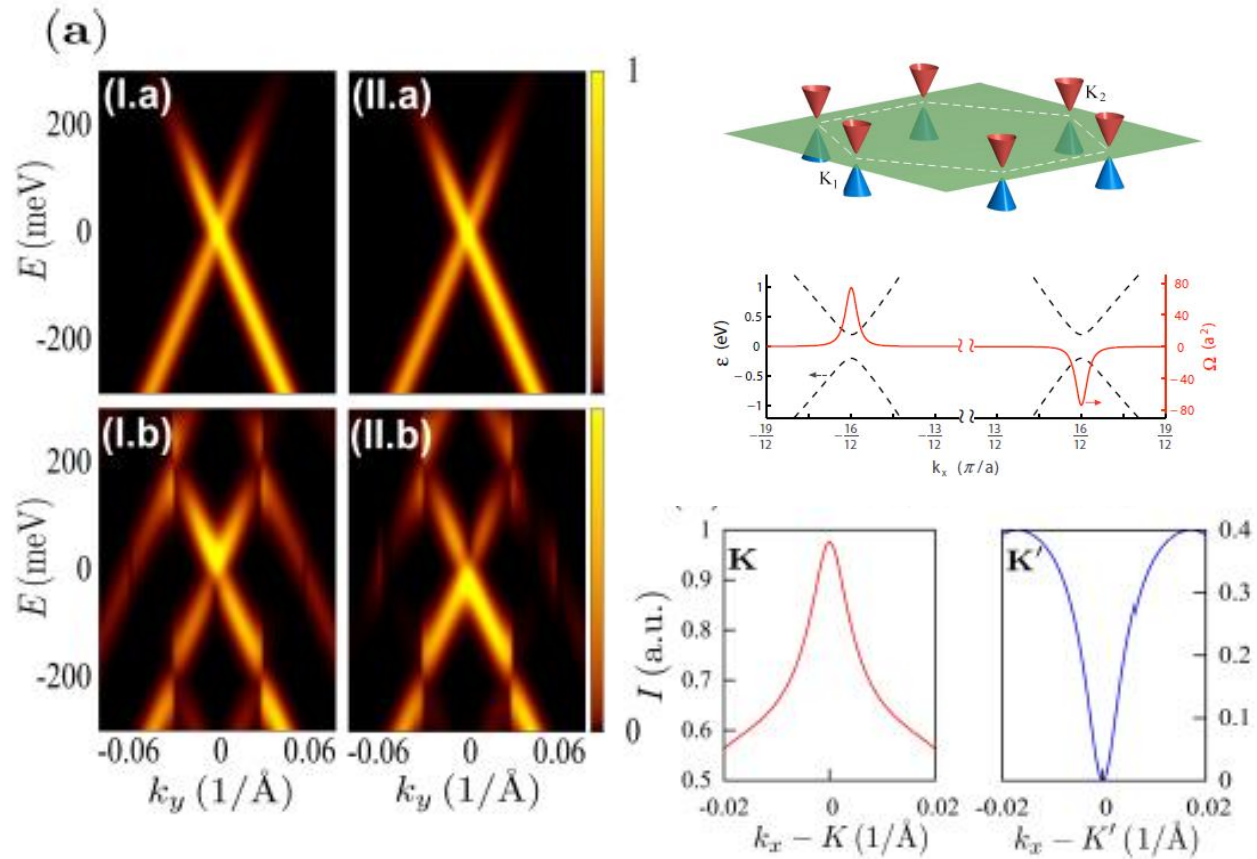 (a)
(I.a)
(II.a)
1
200
0
-200
E (meV)
(I.b)
(II.b)
200
0
-200
E (meV)
0
-0.06 0 0.06
-0.06 0 0.06
k_y (1/Å)
k_y (1/Å)
K₂
K₁
1
0.5
0
-0.5
-1
ε (eV)
80
40
0
-40
-80
Ω (a²)
-19/12 -16/12 -13/12 13/12 16/12 19/12
k_x (π/a)
K
1
0.9
0.8
0.7
0.6
0.5
I (a.u.)
-0.02 0 0.02
k_x − K (1/Å)
K′
0.4
0.3
0.2
0.1
0
-0.02 0 0.02
k_x − K′ (1/Å)